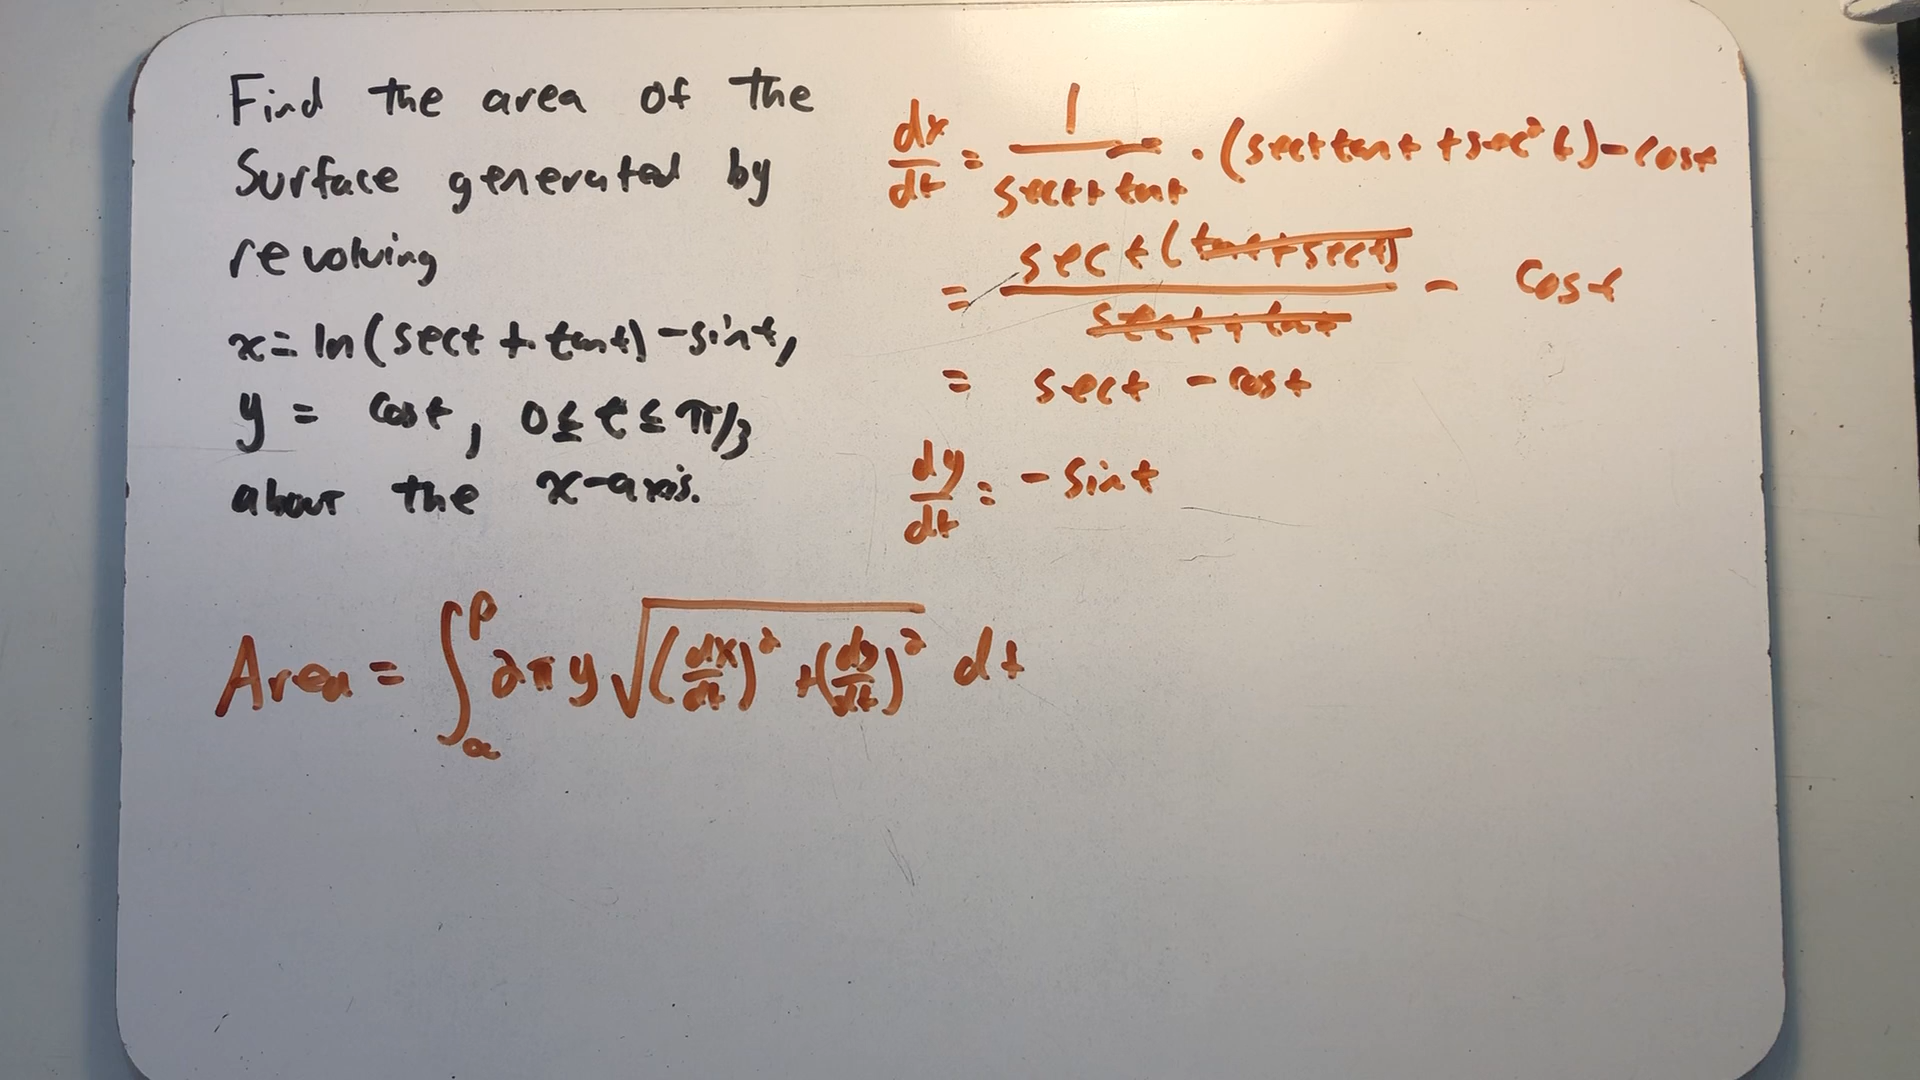 Find the area of the
Surface generated by
revolving
x = ln(sect + tant) - sint,
y = cost, 0 ≤ t ≤ π/3
about the x-axis.
dx/dt = 1/(sect + tant) · (sect tant + sec² t) - cost
= sect(tant + sect)/(sect + tant) - cost
= sect - cost
dy/dt = - sint
Area = ∫_α^β 2πy √((dx/dt)² + (dy/dt)²) dt